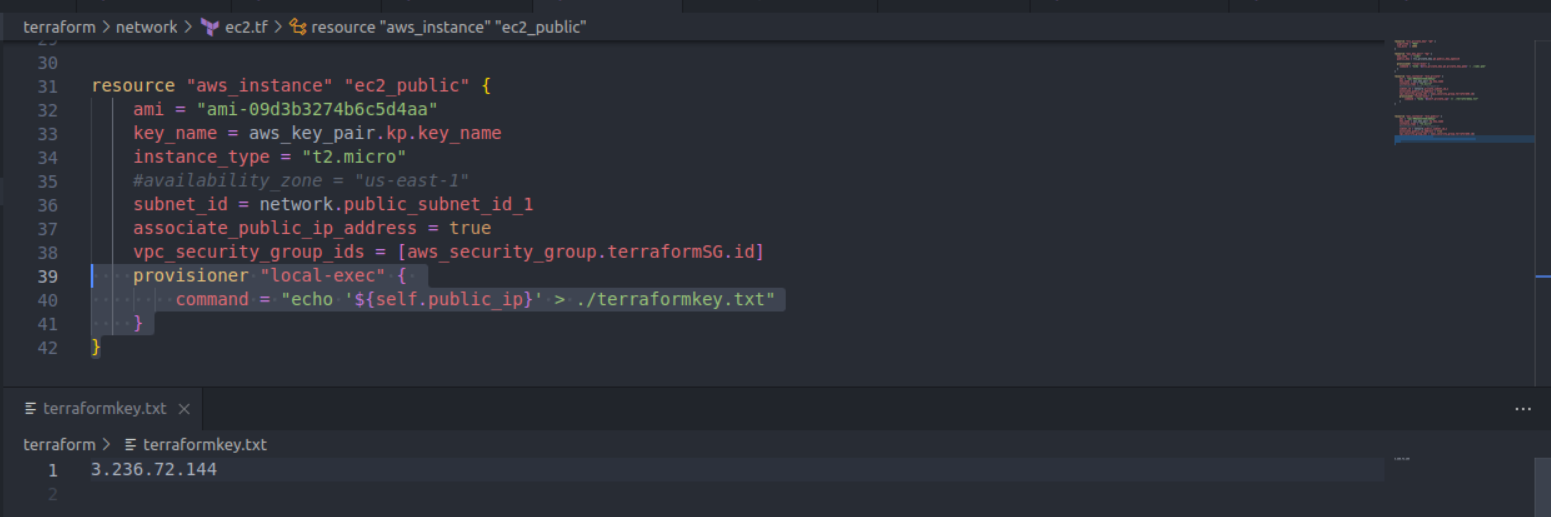 terraform > network > ec2.tf > resource "aws_instance" "ec2_public"
29
30
31 resource "aws_instance" "ec2_public" {
32 ami = "ami-09d3b3274b6c5d4aa"
33 key_name = aws_key_pair.kp.key_name
34 instance_type = "t2.micro"
35 #availability_zone = "us-east-1"
36 subnet_id = network.public_subnet_id_1
37 associate_public_ip_address = true
38 vpc_security_group_ids = [aws_security_group.terraformSG.id]
39 provisioner "local-exec" {
40 command = "echo '${self.public_ip}' > ./terraformkey.txt"
41 }
42 }
terraformkey.txt
terraform > terraformkey.txt
1 3.236.72.144
2